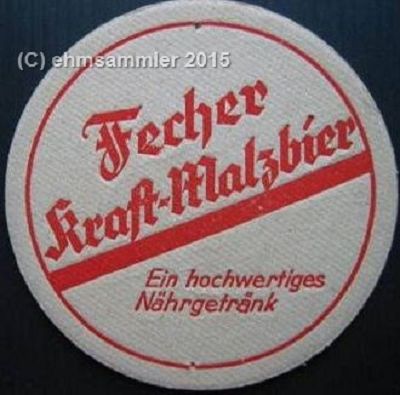 (C) ehmsammler 2015
Fecher
Kraft-Malzbier
Ein hochwertiges
Nährgetränk